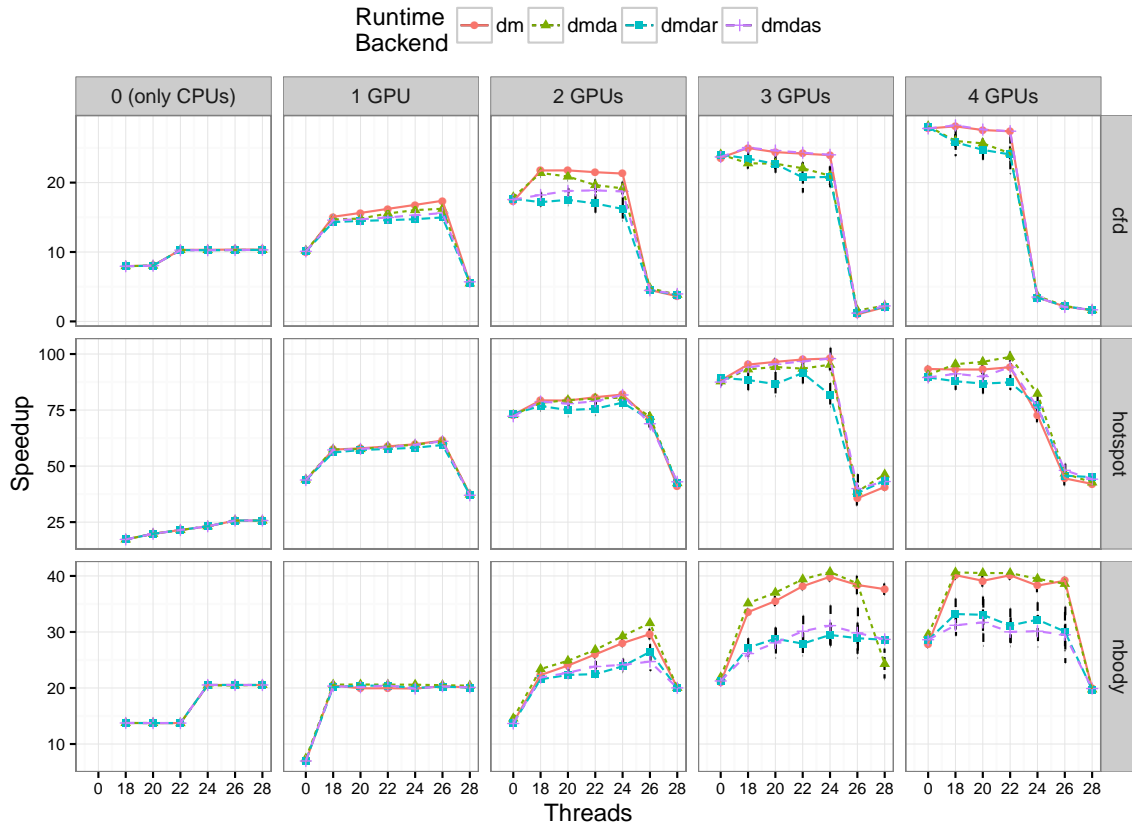 Runtime
Backend dm dmda dmdar dmdas
0 (only CPUs) 1 GPU 2 GPUs 3 GPUs 4 GPUs
20
10
0
cfd
100
75
50
25
hotspot
Speedup
40
30
20
10
nbody
0 18 20 22 24 26 28 0 18 20 22 24 26 28 0 18 20 22 24 26 28 0 18 20 22 24 26 28 0 18 20 22 24 26 28
Threads